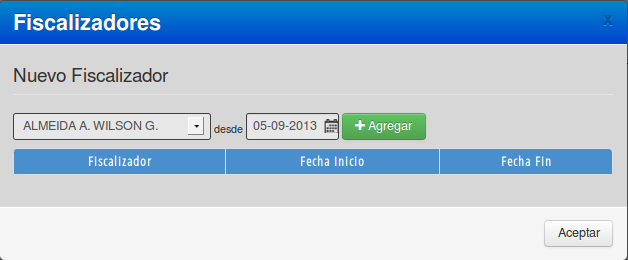 Fiscalizadores x
Nuevo Fiscalizador
ALMEIDA A. WILSON G. desde 05-09-2013 Agregar
Fiscalizador Fecha Inicio Fecha Fin
Aceptar